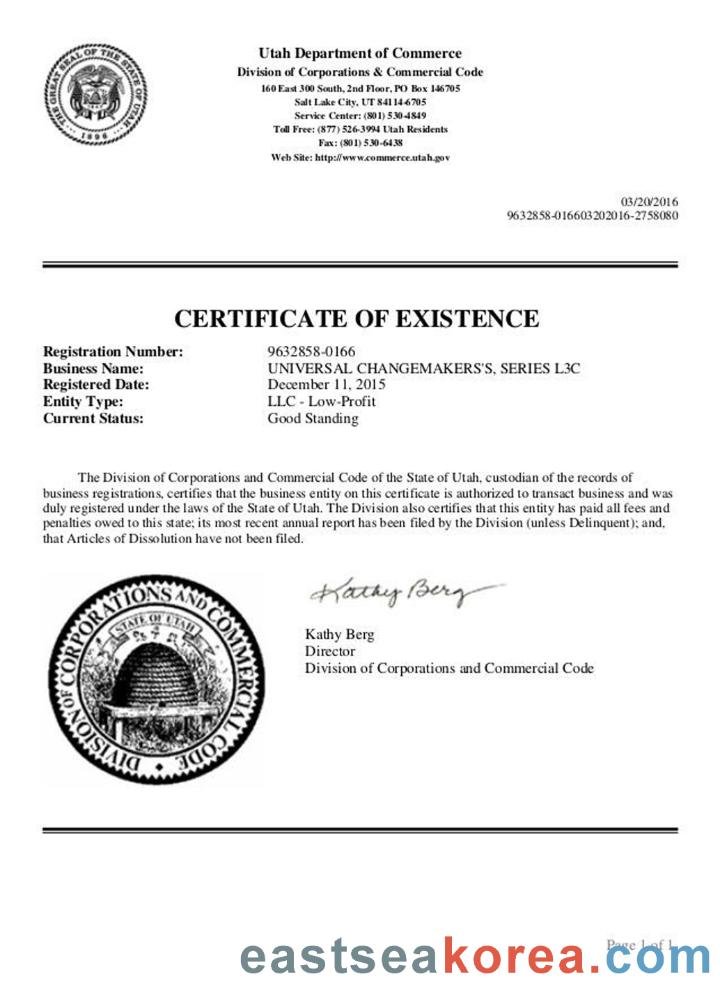 THE GREAT SEAL OF THE STATE OF UTAH
1896
Utah Department of Commerce
Division of Corporations & Commercial Code
160 East 300 South, 2nd Floor, PO Box 146705
Salt Lake City, UT 84114-6705
Service Center: (801) 530-4849
Toll Free: (877) 526-3994 Utah Residents
Fax: (801) 530-6438
Web Site: http://www.commerce.utah.gov
03/20/2016
9632858-016603202016-2758080
CERTIFICATE OF EXISTENCE
Registration Number: 9632858-0166
Business Name: UNIVERSAL CHANGEMAKERS'S, SERIES L3C
Registered Date: December 11, 2015
Entity Type: LLC - Low-Profit
Current Status: Good Standing
The Division of Corporations and Commercial Code of the State of Utah, custodian of the records of
business registrations, certifies that the business entity on this certificate is authorized to transact business and was
duly registered under the laws of the State of Utah. The Division also certifies that this entity has paid all fees and
penalties owed to this state; its most recent annual report has been filed by the Division (unless Delinquent); and,
that Articles of Dissolution have not been filed.
DIVISION OF CORPORATIONS AND COMMERCIAL CODE
STATE OF UTAH
Kathy Berg
Kathy Berg
Director
Division of Corporations and Commercial Code
Page 1 of 1
eastseakorea.com